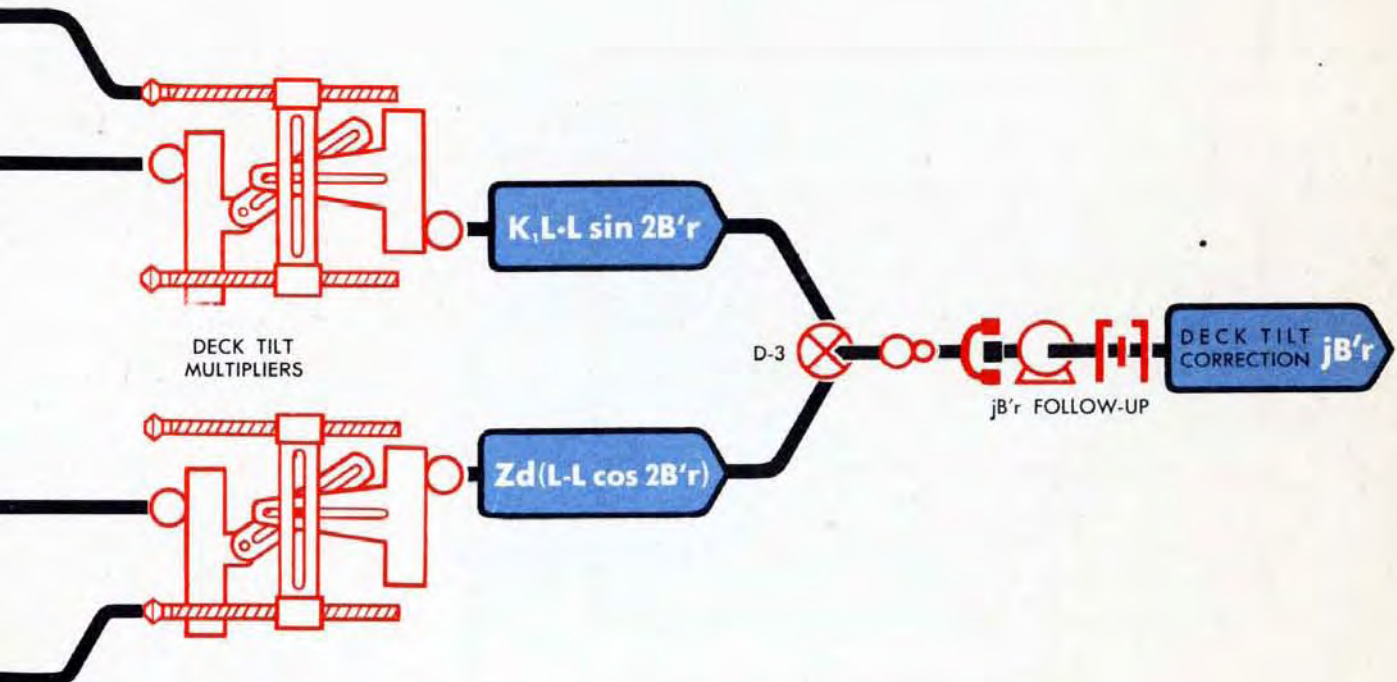 K₁L·L sin 2B'r
DECK TILT
MULTIPLIERS
D-3
DECK TILT
CORRECTION jB'r
jB'r FOLLOW-UP
Zd(L-L cos 2B'r)